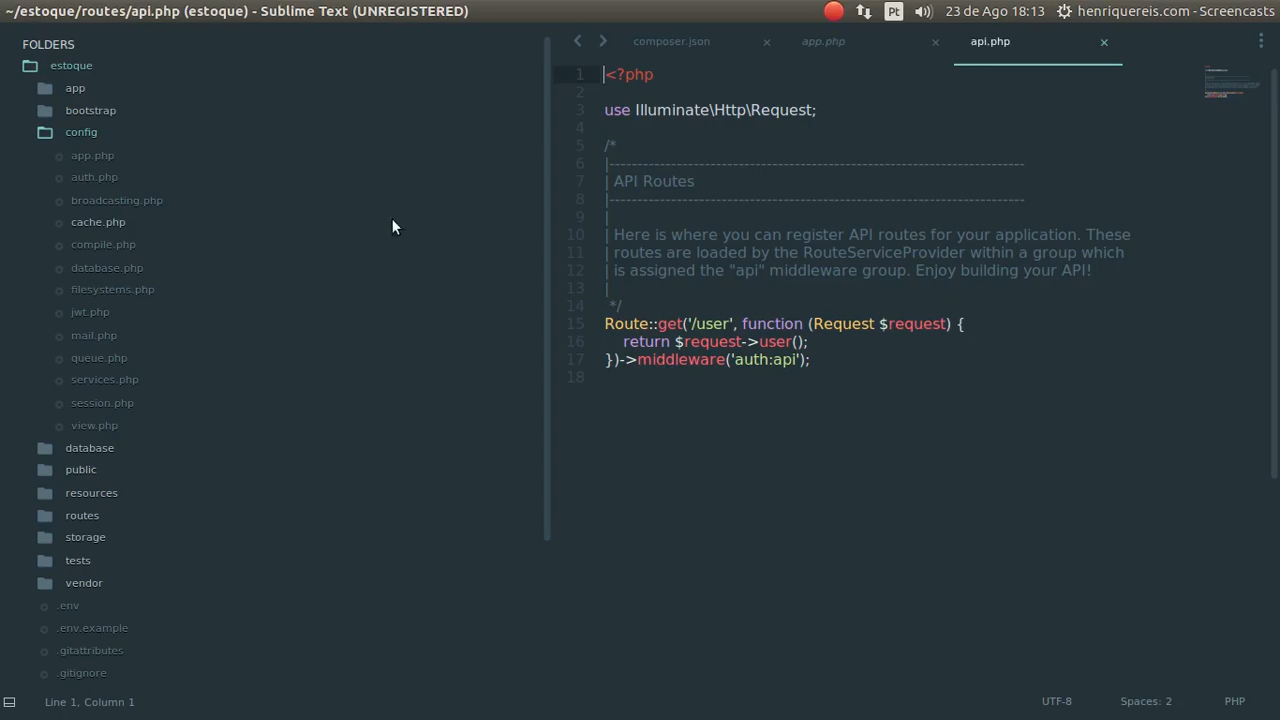 ~/estoque/routes/api.php (estoque) - Sublime Text (UNREGISTERED)
Pt
23 de Ago 18:13
henriquereis.com - Screencasts
FOLDERS
estoque
app
bootstrap
config
app.php
auth.php
broadcasting.php
cache.php
compile.php
database.php
filesystems.php
jwt.php
mail.php
queue.php
services.php
session.php
view.php
database
public
resources
routes
storage
tests
vendor
.env
.env.example
.gitattributes
.gitignore
composer.json
app.php
api.php
1 <?php
2
3 use Illuminate\Http\Request;
4
5 /*
6 |--------------------------------------------------------------------------
7 | API Routes
8 |--------------------------------------------------------------------------
9 |
10 | Here is where you can register API routes for your application. These
11 | routes are loaded by the RouteServiceProvider within a group which
12 | is assigned the "api" middleware group. Enjoy building your API!
13 |
14 */
15 Route::get('/user', function (Request $request) {
16 return $request->user();
17 })->middleware('auth:api');
18
Line 1, Column 1
UTF-8
Spaces: 2
PHP